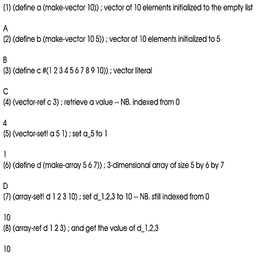 (1) (define a (make-vector 10)) ; vector of 10 elements initialized to the empty list
A
(2) (define b (make-vector 10 5)) ; vector of 10 elements initialized to 5
B
(3) (define c #(1 2 3 4 5 6 7 8 9 10)) ; vector literal
C
(4) (vector-ref c 3) ; retrieve a value -- NB. indexed from 0
4
(5) (vector-set! a 5 1) ; set a_5 to 1
1
(6) (define d (make-array 5 6 7)) ; 3-dimensional array of size 5 by 6 by 7
D
(7) (array-set! d 1 2 3 10) ; set d_1,2,3 to 10 -- NB. still indexed from 0
10
(8) (array-ref d 1 2 3) ; and get the value of d_1,2,3
10